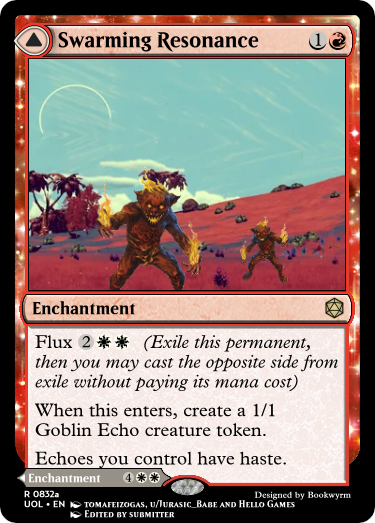 Swarming Resonance 1
Enchantment
Flux 2 (Exile this permanent,
then you may cast the opposite side from
exile without paying its mana cost)
When this enters, create a 1/1
Goblin Echo creature token.
Echoes you control have haste.
Enchantment 4
R 0832a
Designed by Bookwyrm
UOL • EN TOMAFEIZOGAS, U/JURASIC_BABE AND HELLO GAMES
EDITED BY SUBMITTER